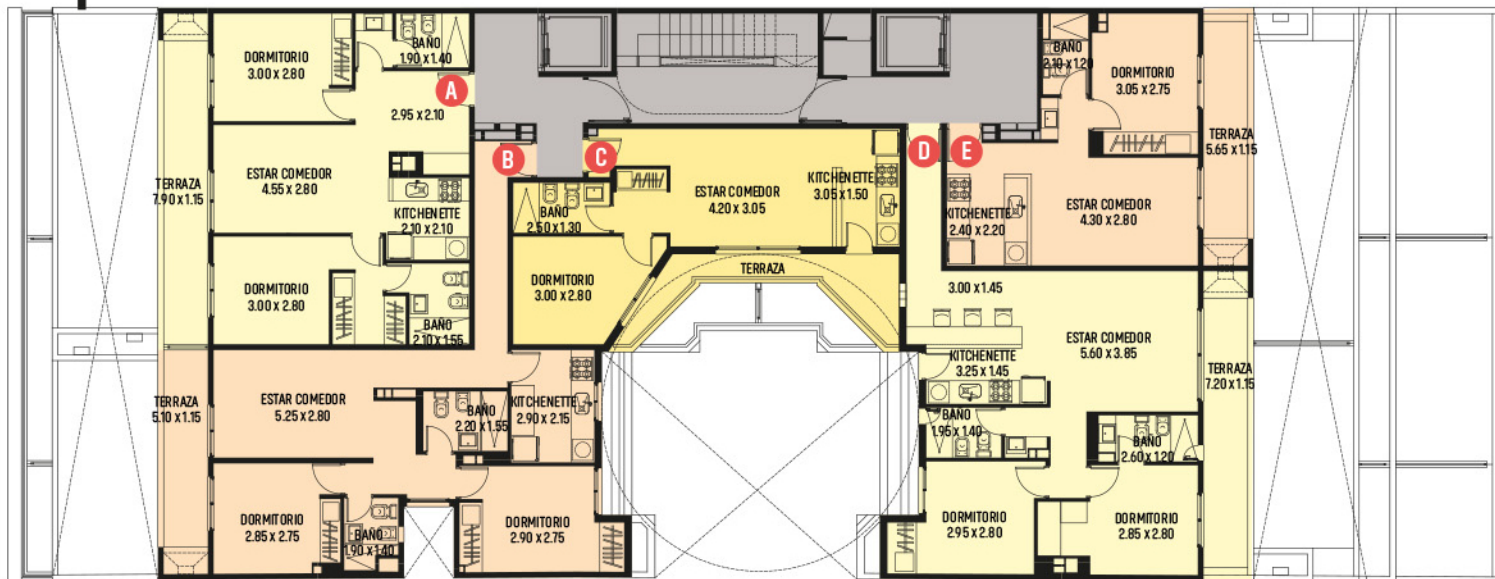 DORMITORIO
3.00 x 2.80
BAÑO
1.90 x 1.40
A
2.95 x 2.10
ESTAR COMEDOR
4.55 x 2.80
TERRAZA
7.90 x 1.15
KITCHENETTE
2.10 x 2.10
DORMITORIO
3.00 x 2.80
BAÑO
2.10 x 1.55
B
TERRAZA
5.10 x 1.15
ESTAR COMEDOR
5.25 x 2.80
BAÑO
2.20 x 1.55
KITCHENETTE
2.90 x 2.15
DORMITORIO
2.85 x 2.75
BAÑO
1.90 x 1.40
DORMITORIO
2.90 x 2.75
C
ESTAR COMEDOR
4.20 x 3.05
KITCHENETTE
3.05 x 1.50
BAÑO
2.50 x 1.30
DORMITORIO
3.00 x 2.80
TERRAZA
D
3.00 x 1.45
ESTAR COMEDOR
5.60 x 3.85
KITCHENETTE
3.25 x 1.45
TERRAZA
7.20 x 1.15
BAÑO
1.95 x 1.40
BAÑO
2.60 x 1.20
DORMITORIO
2.95 x 2.80
DORMITORIO
2.85 x 2.80
E
BAÑO
2.10 x 1.20
DORMITORIO
3.05 x 2.75
TERRAZA
5.65 x 1.15
ESTAR COMEDOR
4.30 x 2.80
KITCHENETTE
2.40 x 2.20